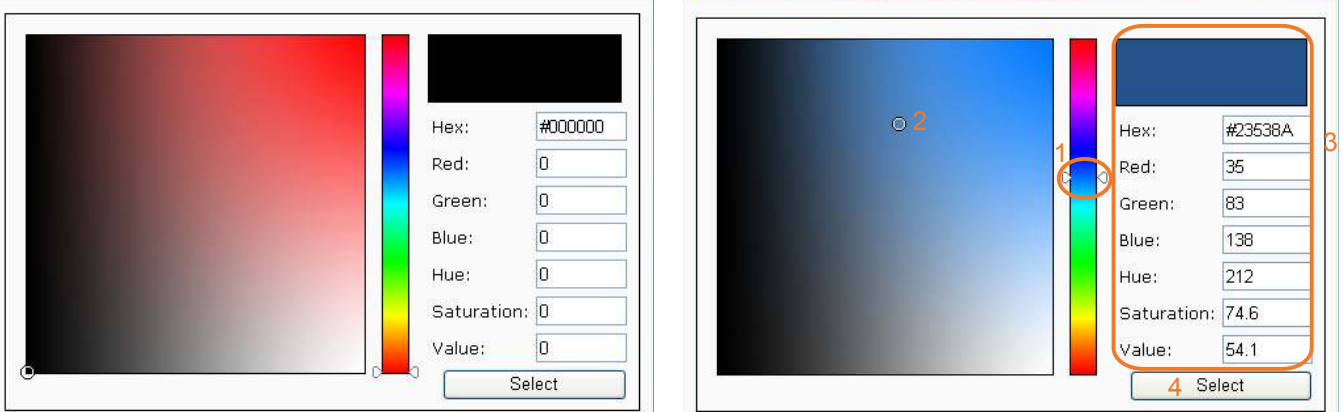 Hex: #000000
Red: 0
Green: 0
Blue: 0
Hue: 0
Saturation: 0
Value: 0
Select
1
2
3
Hex: #23538A
Red: 35
Green: 83
Blue: 138
Hue: 212
Saturation: 74.6
Value: 54.1
4 Select